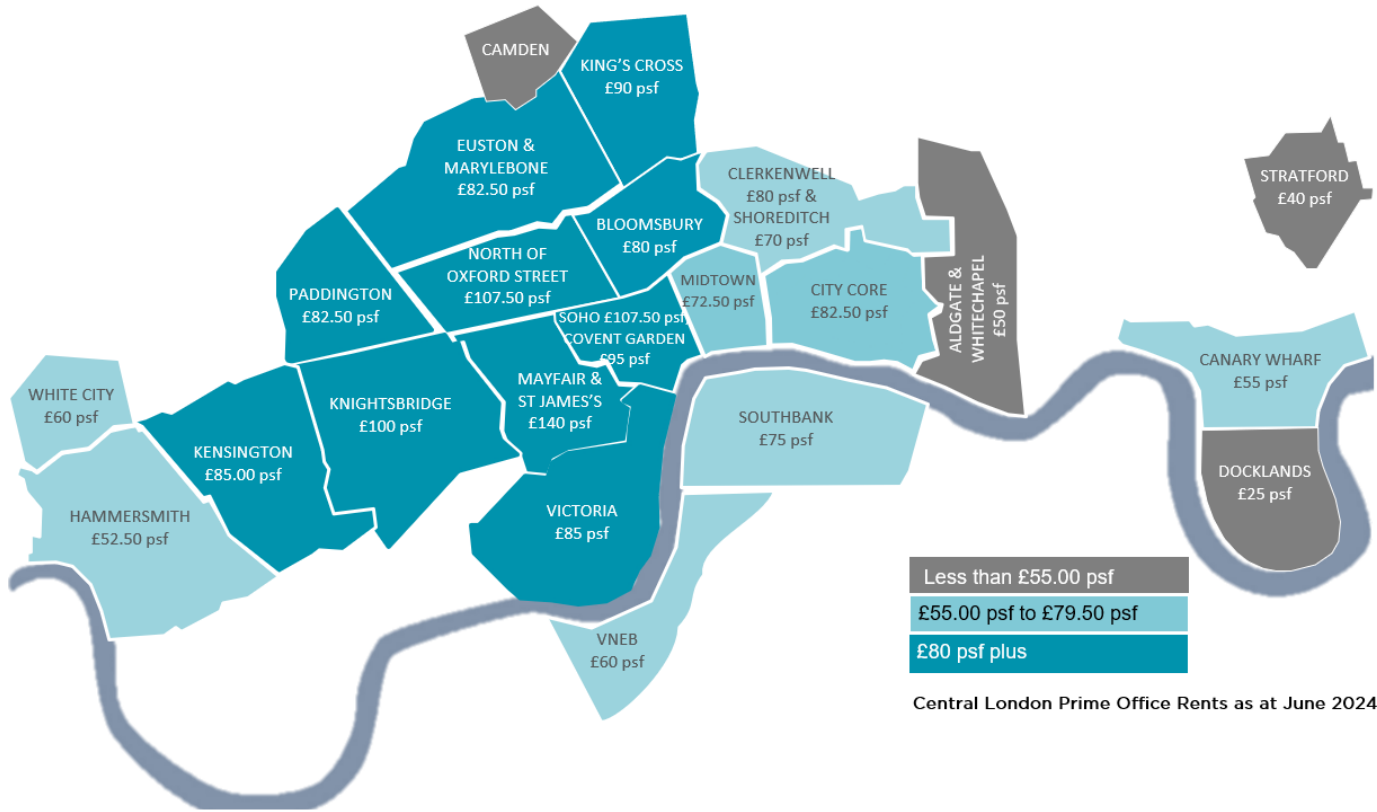 CAMDEN
KING'S CROSS
£90 psf
EUSTON &
MARYLEBONE
£82.50 psf
CLERKENWELL
£80 psf &
SHOREDITCH
£70 psf
STRATFORD
£40 psf
BLOOMSBURY
£80 psf
NORTH OF
OXFORD STREET
£107.50 psf
PADDINGTON
£82.50 psf
MIDTOWN
£72.50 psf
CITY CORE
£82.50 psf
ALDGATE &
WHITECHAPEL
£50 psf
SOHO £107.50 psf,
COVENT GARDEN
£95 psf
CANARY WHARF
£55 psf
WHITE CITY
£60 psf
KNIGHTSBRIDGE
£100 psf
MAYFAIR &
ST JAMES'S
£140 psf
SOUTHBANK
£75 psf
KENSINGTON
£85.00 psf
DOCKLANDS
£25 psf
HAMMERSMITH
£52.50 psf
VICTORIA
£85 psf
VNEB
£60 psf
Less than £55.00 psf
£55.00 psf to £79.50 psf
£80 psf plus
Central London Prime Office Rents as at June 2024